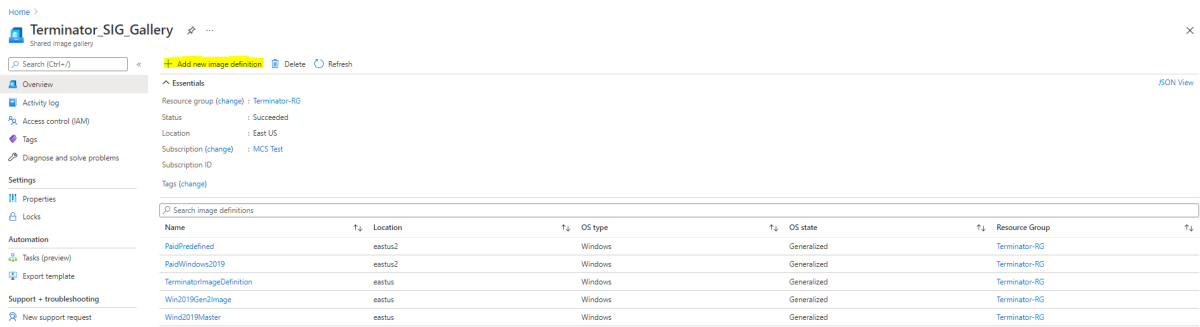 Home >
Terminator_SIG_Gallery
Shared image gallery
Search (Ctrl+/)
Add new image definition Delete Refresh
Overview
Activity log
Access control (IAM)
Tags
Diagnose and solve problems
Settings
Properties
Locks
Automation
Tasks (preview)
Export template
Support + troubleshooting
New support request
Essentials JSON View
Resource group (change) : Terminator-RG
Status : Succeeded
Location : East US
Subscription (change) : MCS Test
Subscription ID
Tags (change)
Search image definitions
Name Location OS type OS state Resource Group
PaidPredefined eastus2 Windows Generalized Terminator-RG
PaidWindows2019 eastus2 Windows Generalized Terminator-RG
TerminatorImageDefinition eastus Windows Generalized Terminator-RG
Win2019Gen2Image eastus Windows Generalized Terminator-RG
Wind2019Master eastus Windows Generalized Terminator-RG